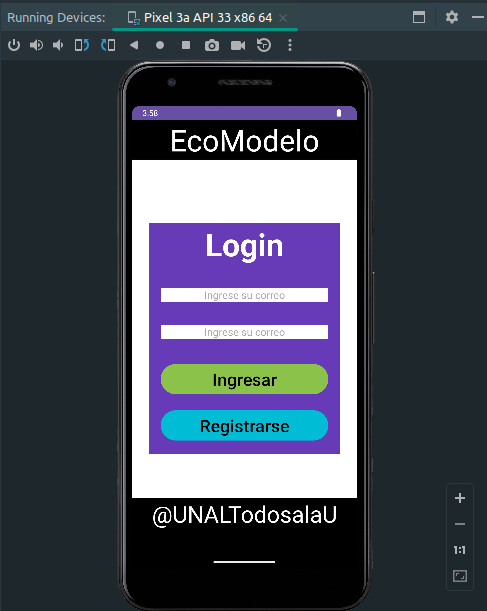 Running Devices: Pixel 3a API 33 x86 64
3:58
EcoModelo
Login
Ingrese su correo
Ingrese su correo
Ingresar
Registrarse
@UNALTodosalaU
1:1